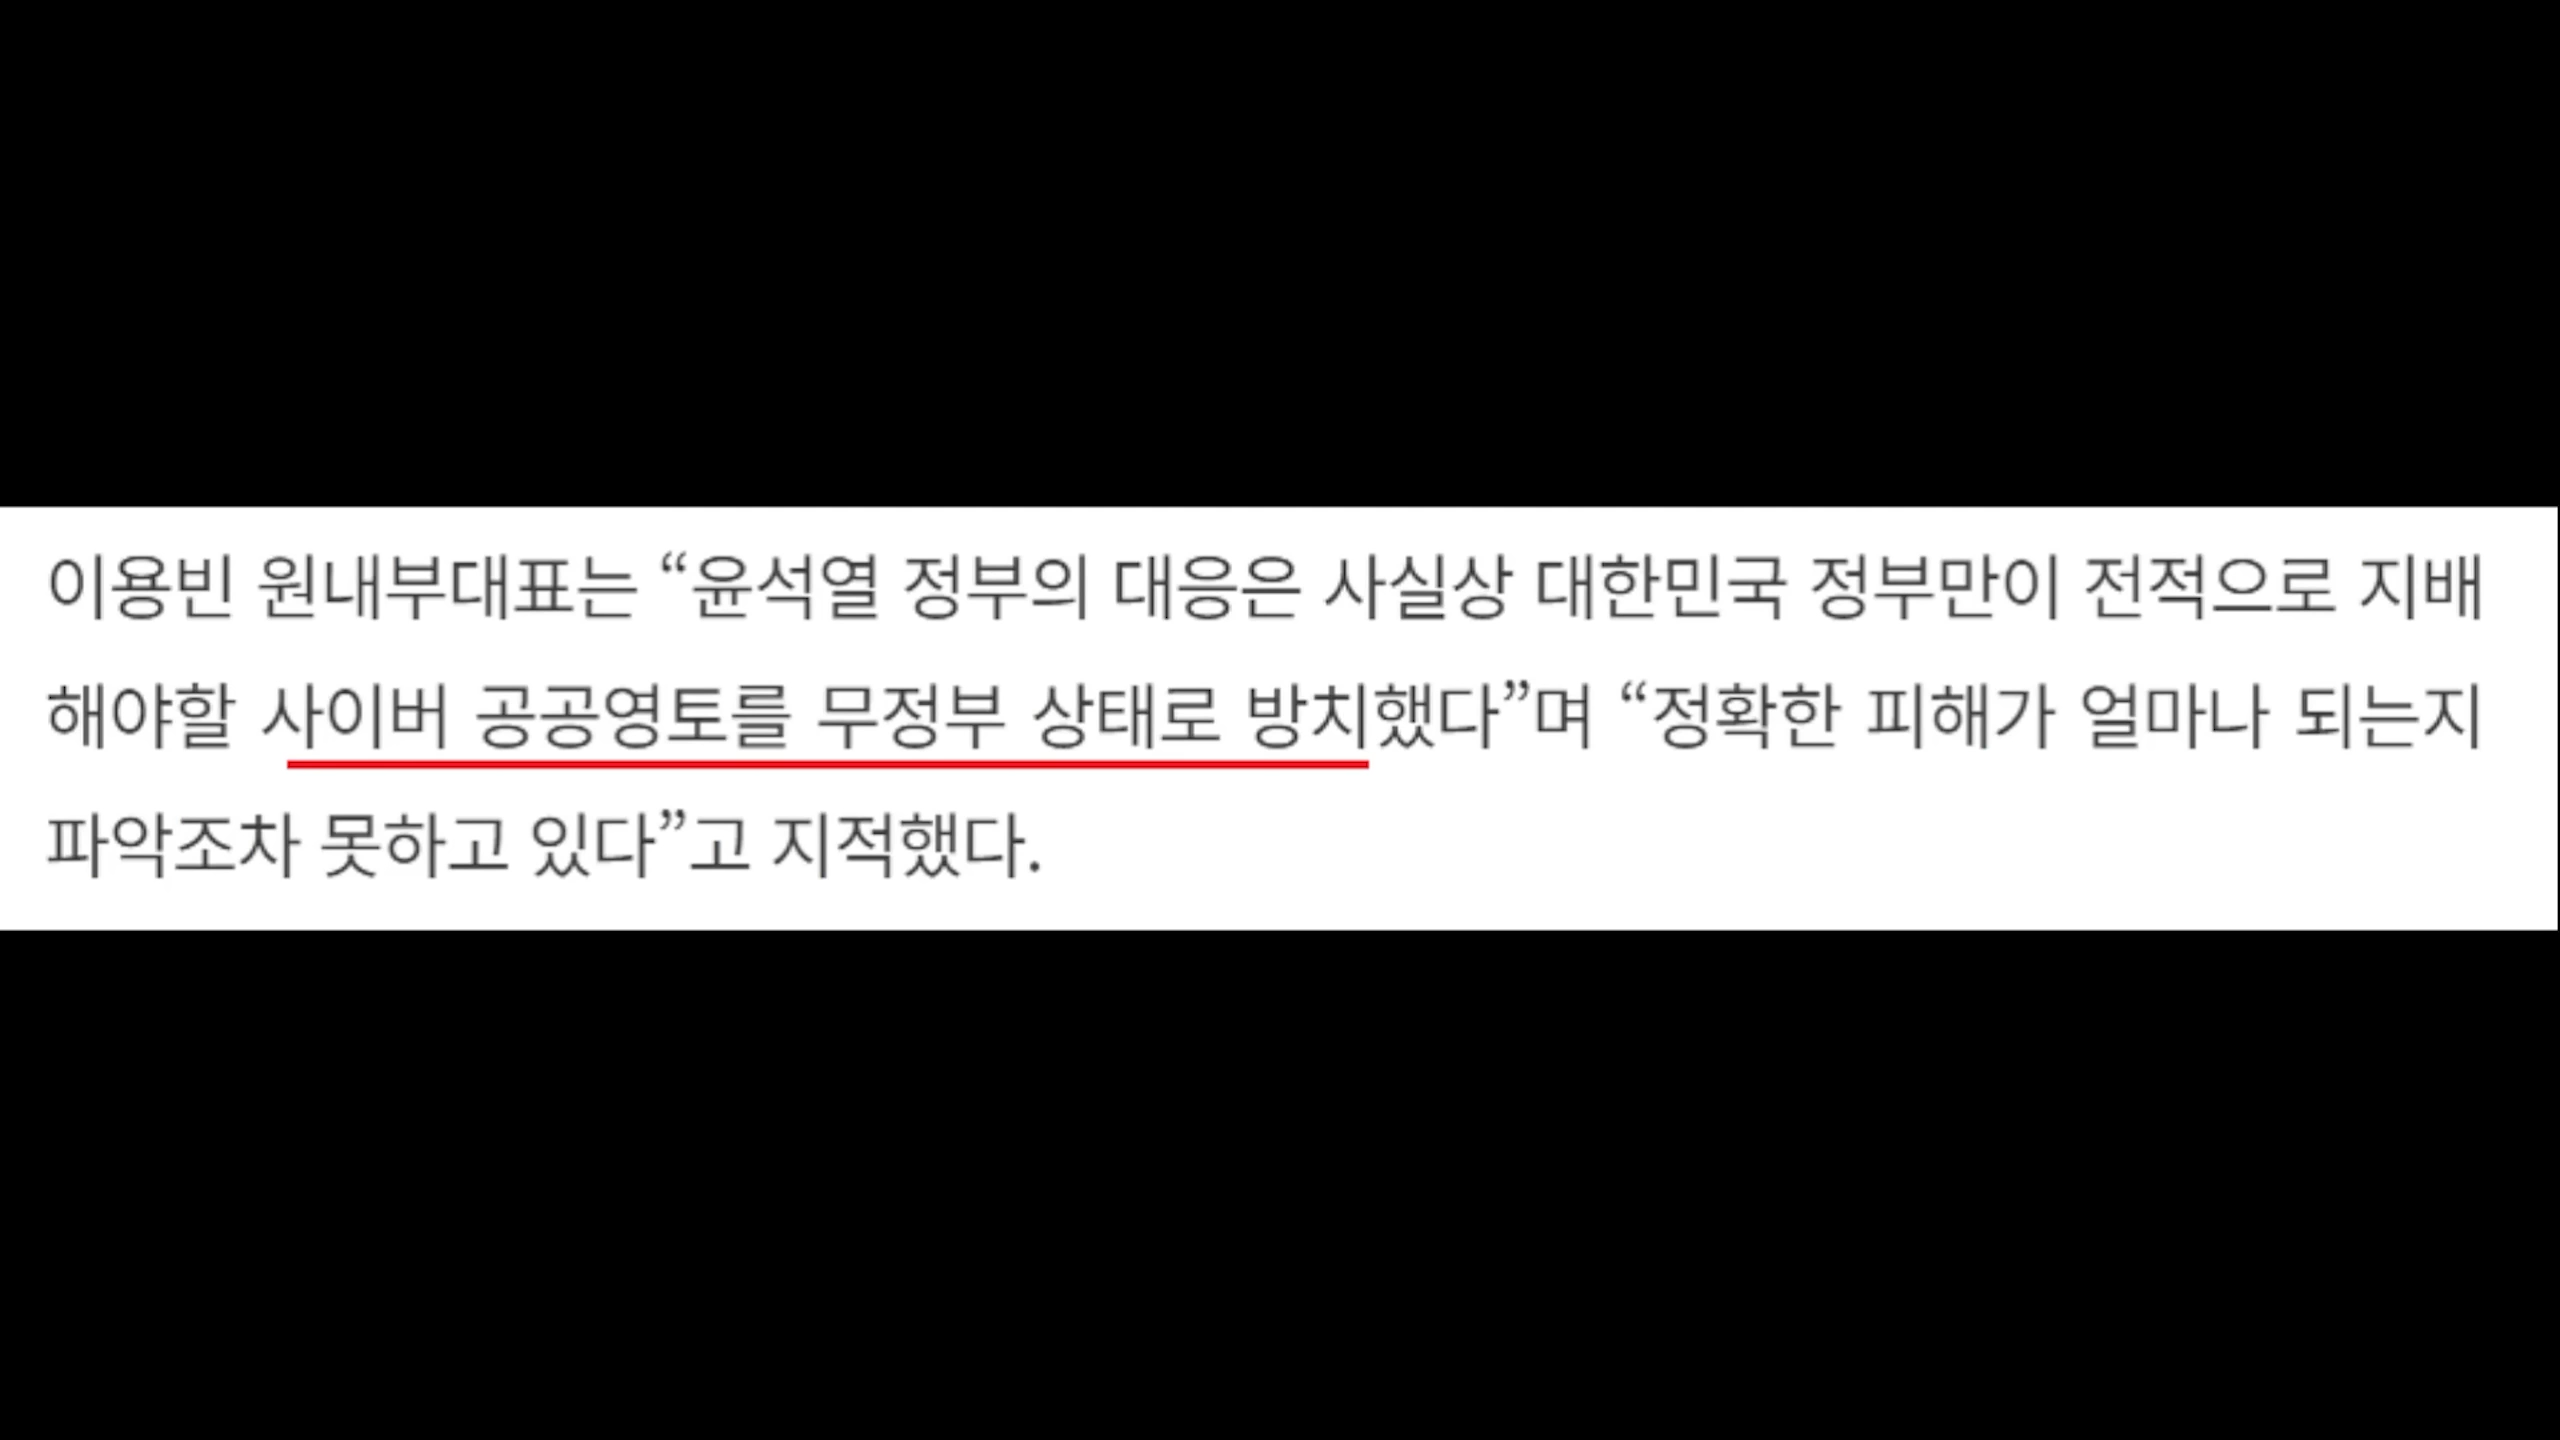 이용빈 원내부대표는 “윤석열 정부의 대응은 사실상 대한민국 정부만이 전적으로 지배
해야할 사이버 공공영토를 무정부 상태로 방치했다”며 “정확한 피해가 얼마나 되는지
파악조차 못하고 있다”고 지적했다.